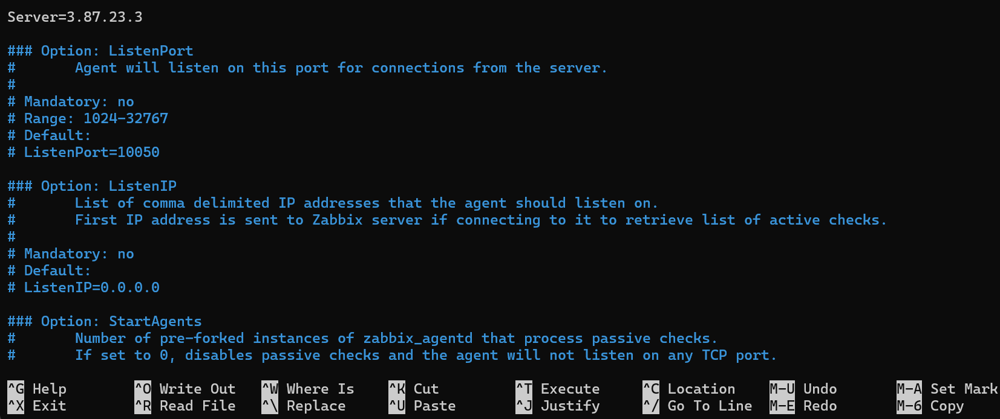 Server=3.87.23.3

### Option: ListenPort
#       Agent will listen on this port for connections from the server.
#
# Mandatory: no
# Range: 1024-32767
# Default:
# ListenPort=10050

### Option: ListenIP
#       List of comma delimited IP addresses that the agent should listen on.
#       First IP address is sent to Zabbix server if connecting to it to retrieve list of active checks.
#
# Mandatory: no
# Default:
# ListenIP=0.0.0.0

### Option: StartAgents
#       Number of pre-forked instances of zabbix_agentd that process passive checks.
#       If set to 0, disables passive checks and the agent will not listen on any TCP port.

^G Help        ^O Write Out   ^W Where Is    ^K Cut         ^T Execute     ^C Location    M-U Undo       M-A Set Mark
^X Exit        ^R Read File   ^\ Replace     ^U Paste       ^J Justify     ^/ Go To Line  M-E Redo       M-6 Copy